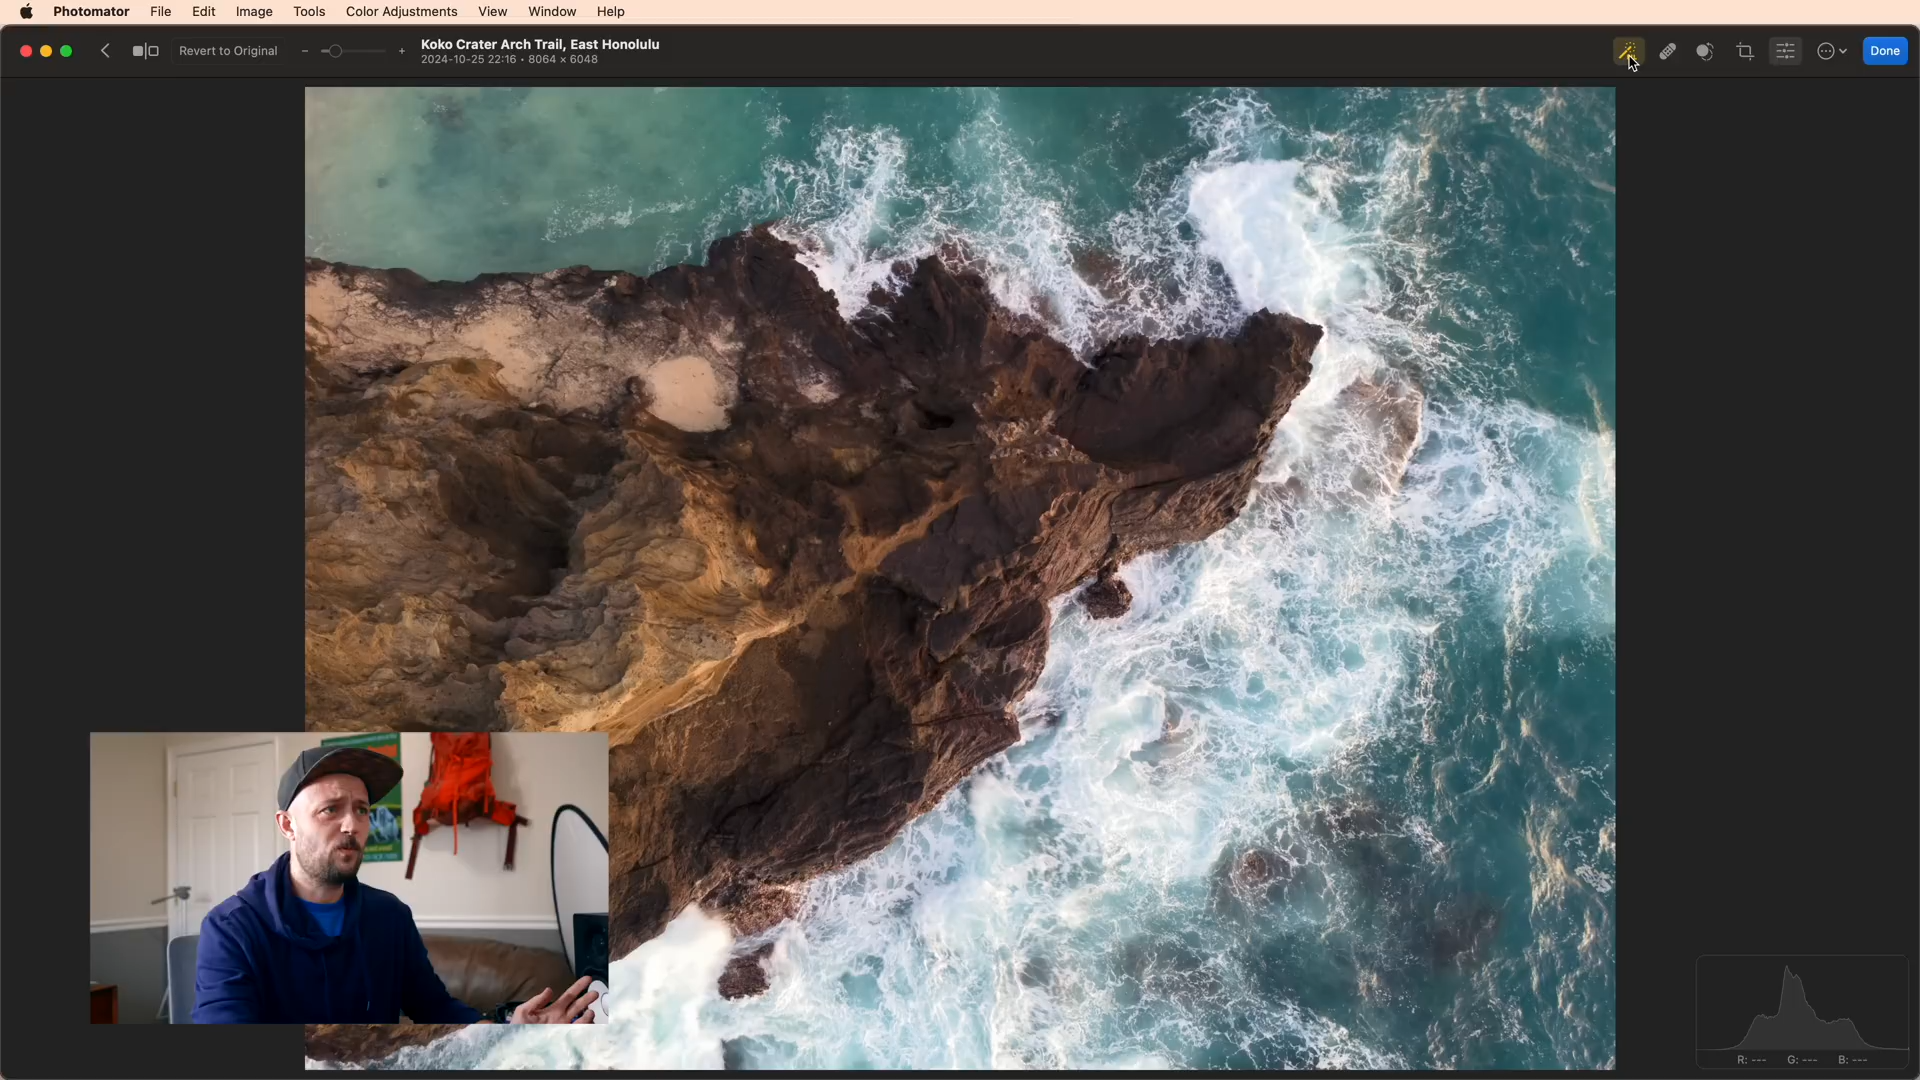 Photomator File Edit Image Tools Color Adjustments View Window Help
Revert to Original
Koko Crater Arch Trail, East Honolulu
2024-10-25 22:16 • 8064 × 6048
Done
R: --- G: --- B: ---